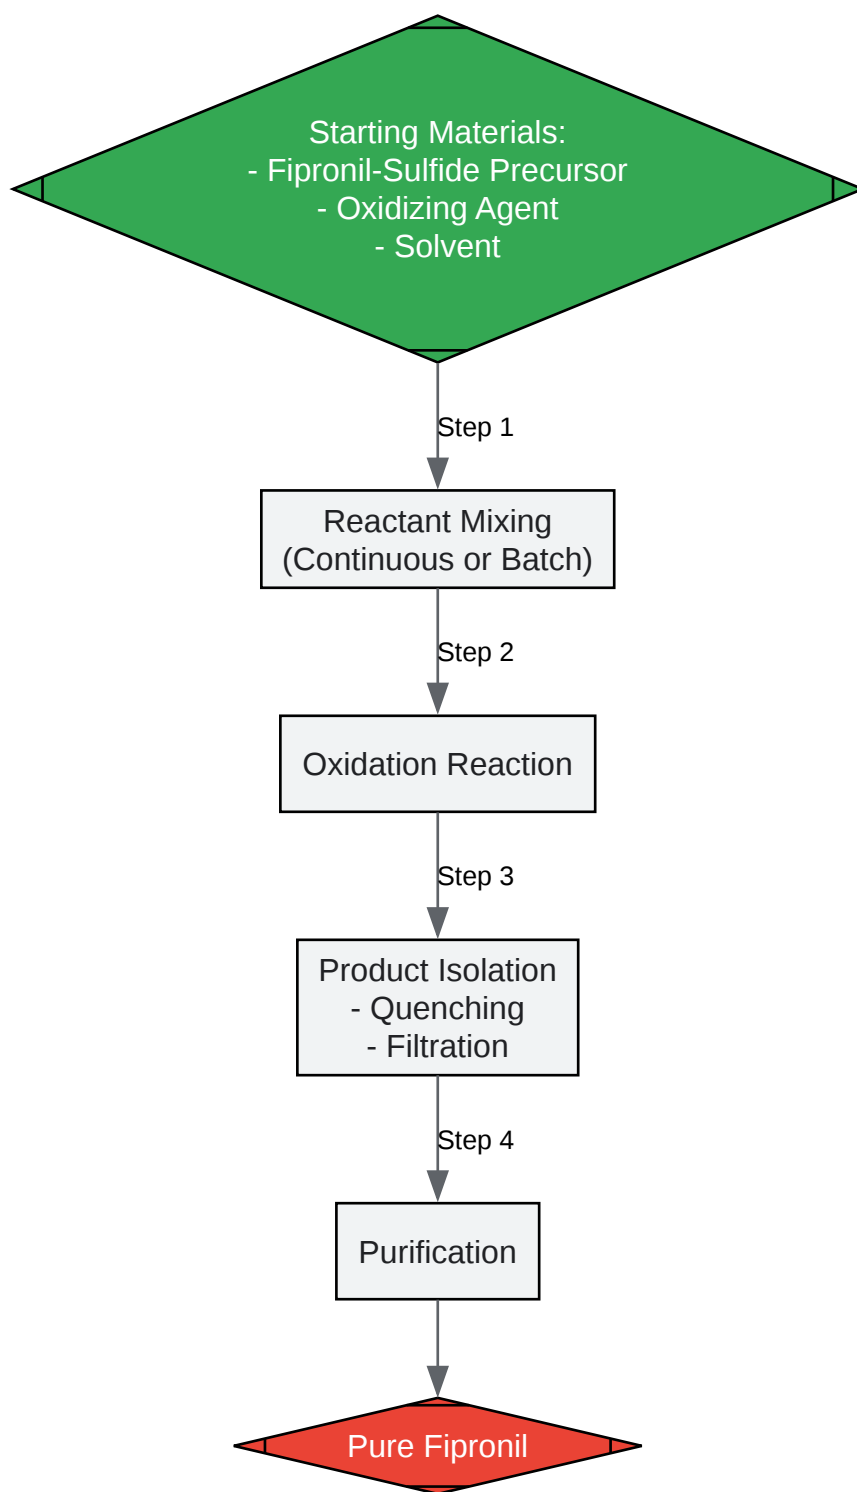 Starting Materials:
- Fipronil-Sulfide Precursor
- Oxidizing Agent
- Solvent
Step 1
Reactant Mixing
(Continuous or Batch)
Step 2
Oxidation Reaction
Step 3
Product Isolation
- Quenching
- Filtration
Step 4
Purification
Pure Fipronil